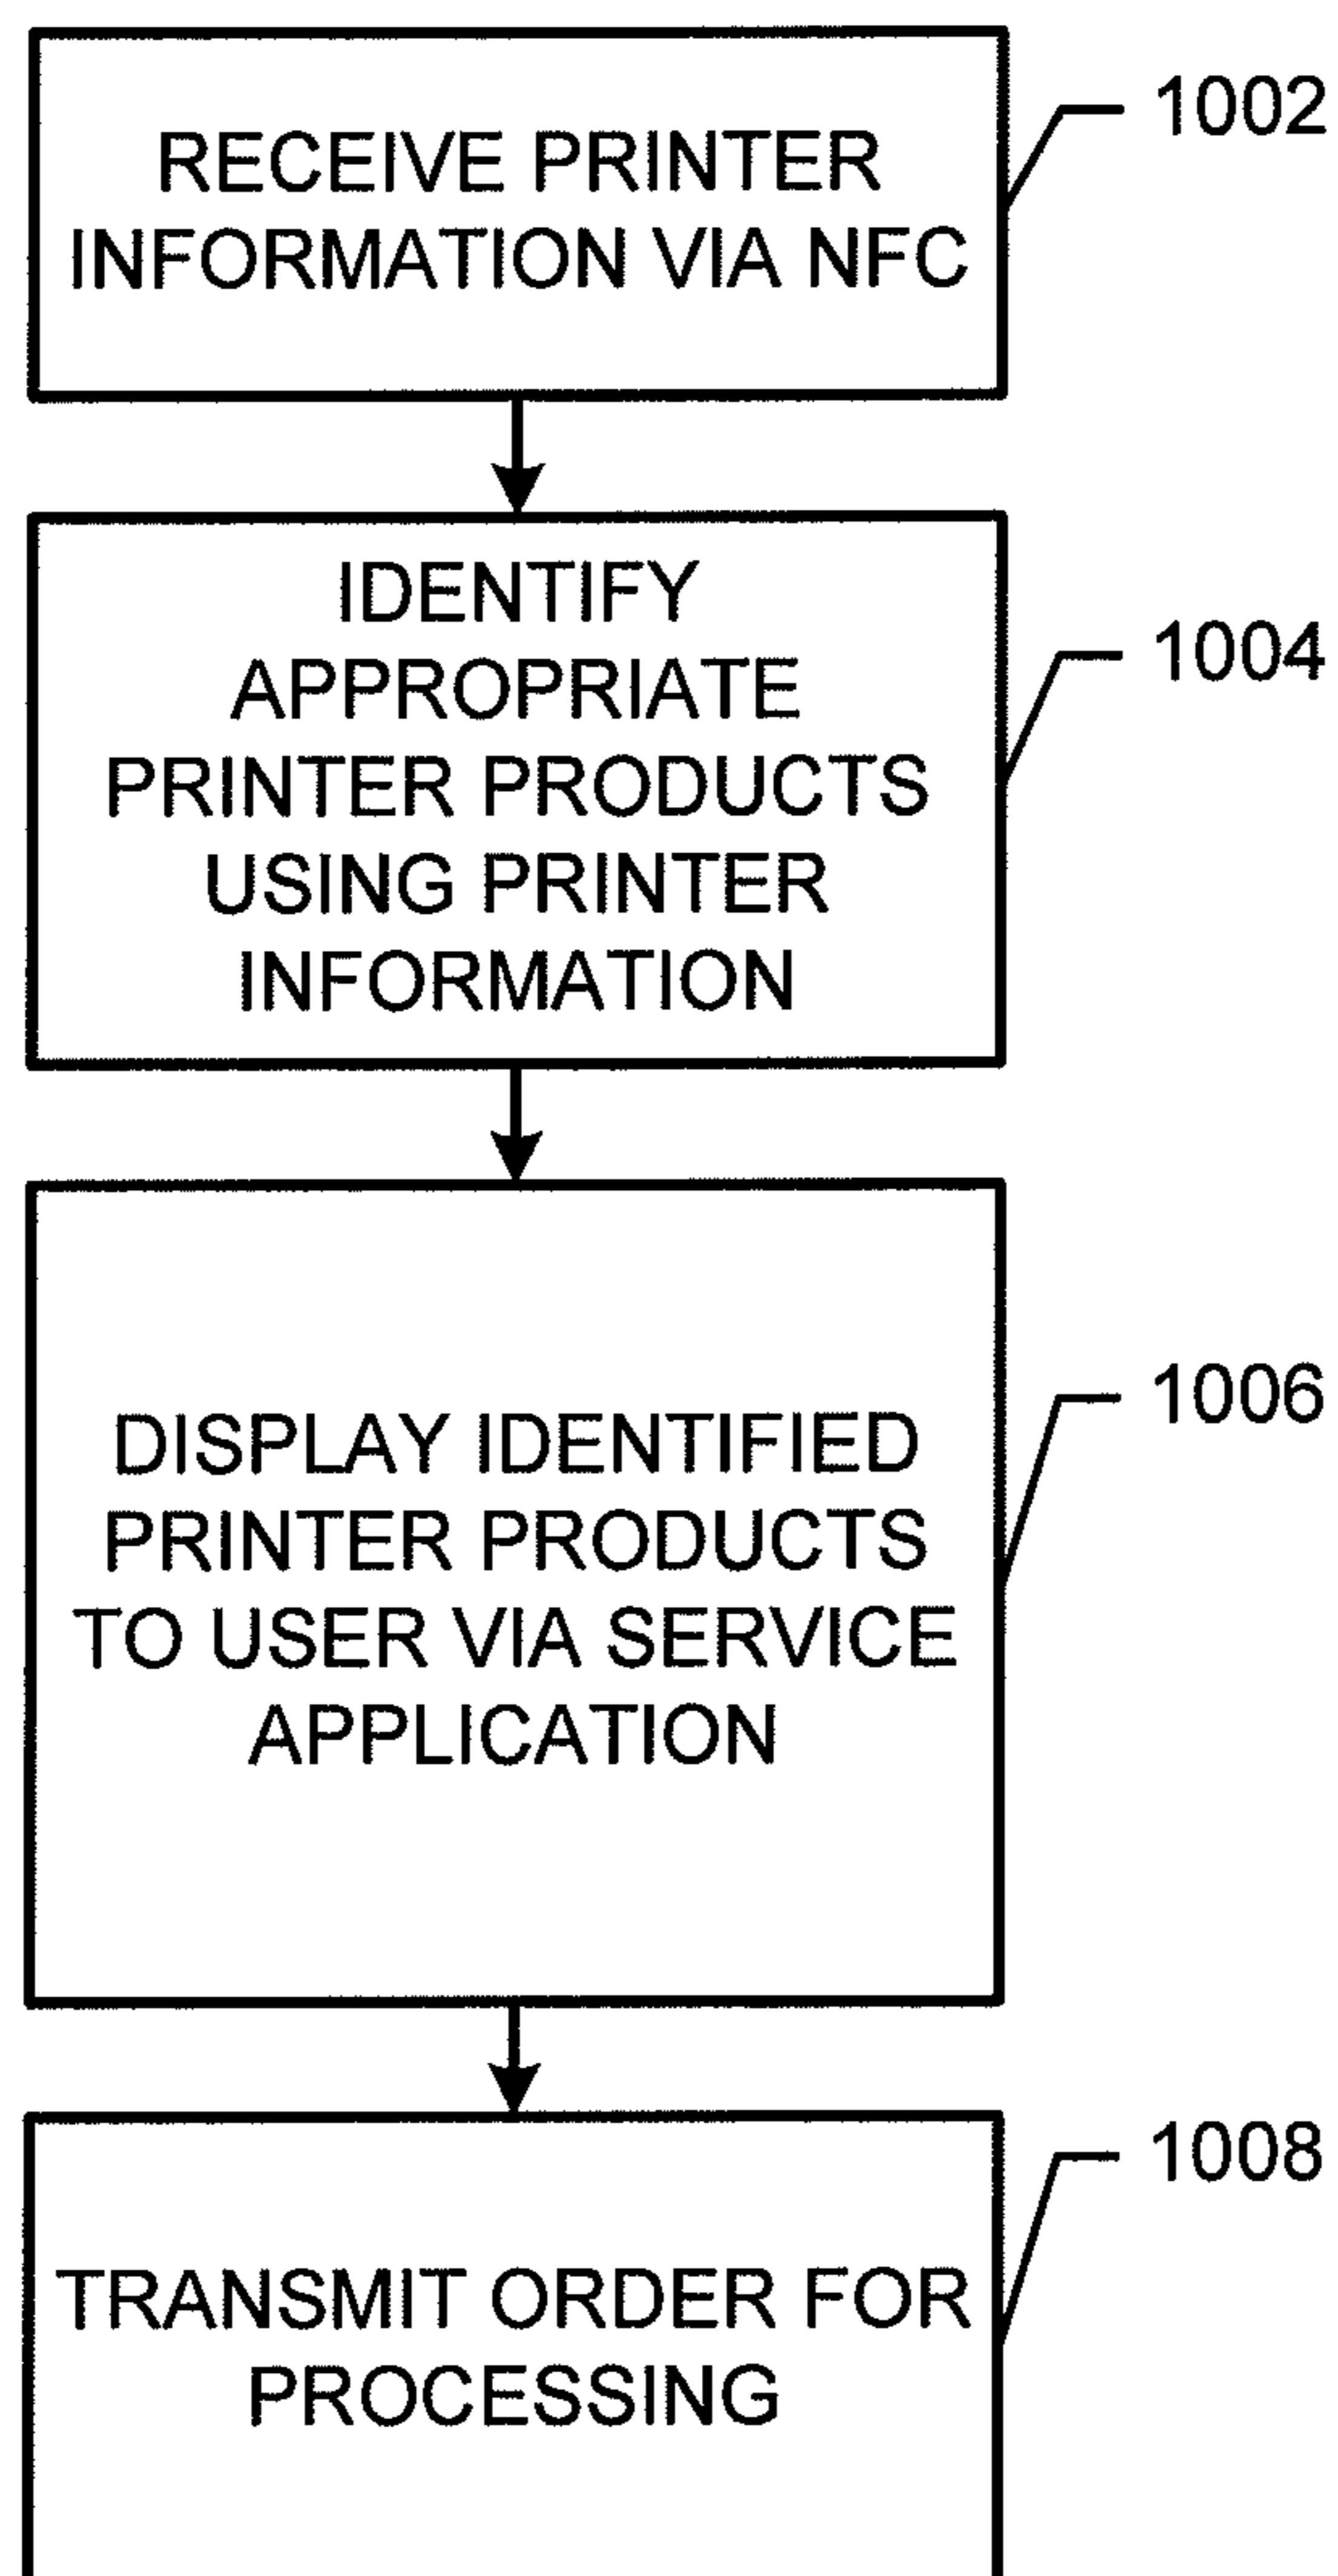 RECEIVE PRINTER
INFORMATION VIA NFC
1002
IDENTIFY
APPROPRIATE
PRINTER PRODUCTS
USING PRINTER
INFORMATION
1004
DISPLAY IDENTIFIED
PRINTER PRODUCTS
TO USER VIA SERVICE
APPLICATION
1006
TRANSMIT ORDER FOR
PROCESSING
1008